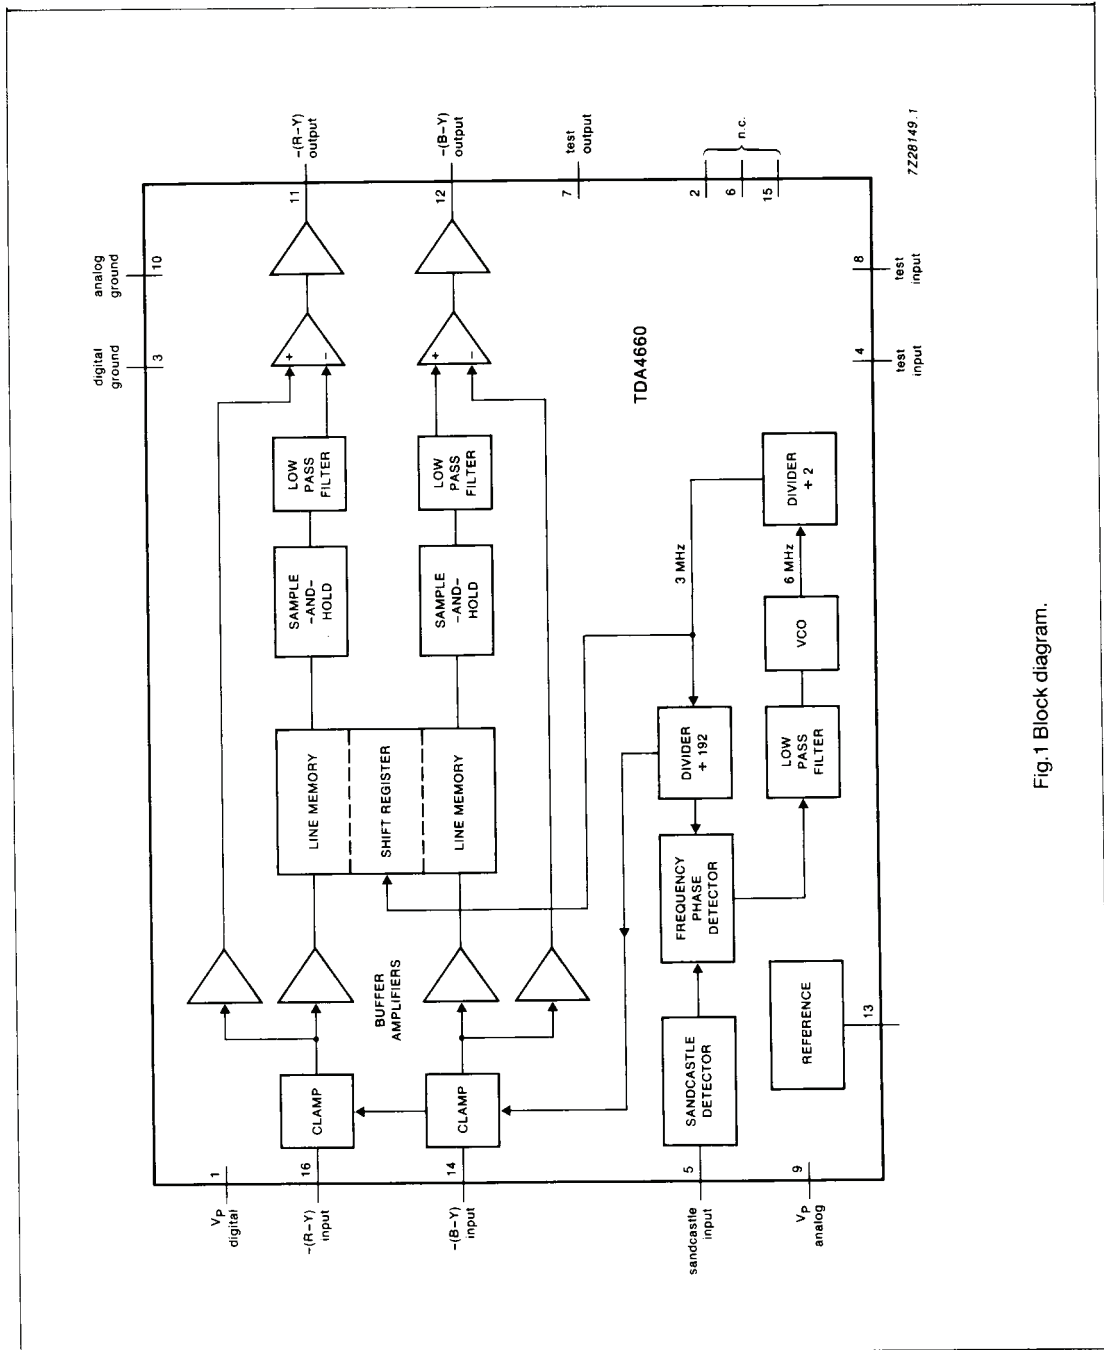 analog
ground
10
digital
ground
3
11
-(R-Y)
output
12
-(B-Y)
output
7
test
output
2
6
15
n.c.
8
test
input
4
test
input
TDA4660
+
-
+
-
LOW
PASS
FILTER
LOW
PASS
FILTER
SAMPLE
-AND-
HOLD
SAMPLE
-AND-
HOLD
LINE MEMORY
SHIFT REGISTER
LINE MEMORY
BUFFER
AMPLIFIERS
CLAMP
CLAMP
DIVIDER
÷ 2
3 MHz
6 MHz
VCO
DIVIDER
÷ 192
LOW
PASS
FILTER
FREQUENCY
PHASE
DETECTOR
SANDCASTLE
DETECTOR
REFERENCE
13
1
VP
digital
16
-(R-Y)
input
14
-(B-Y)
input
5
sandcastle
input
9
VP
analog
7Z28149.1
Fig.1 Block diagram.